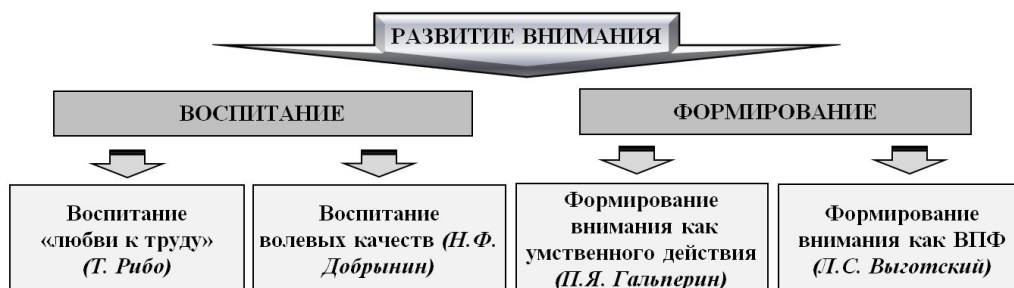 РАЗВИТИЕ ВНИМАНИЯ
ВОСПИТАНИЕ
ФОРМИРОВАНИЕ
Воспитание
«любви к труду»
(Т. Рибо)
Воспитание
волевых качеств (Н.Ф.
Добрынин)
Формирование
внимания как
умственного действия
(П.Я. Гальперин)
Формирование
внимания как ВПФ
(Л.С. Выготский)